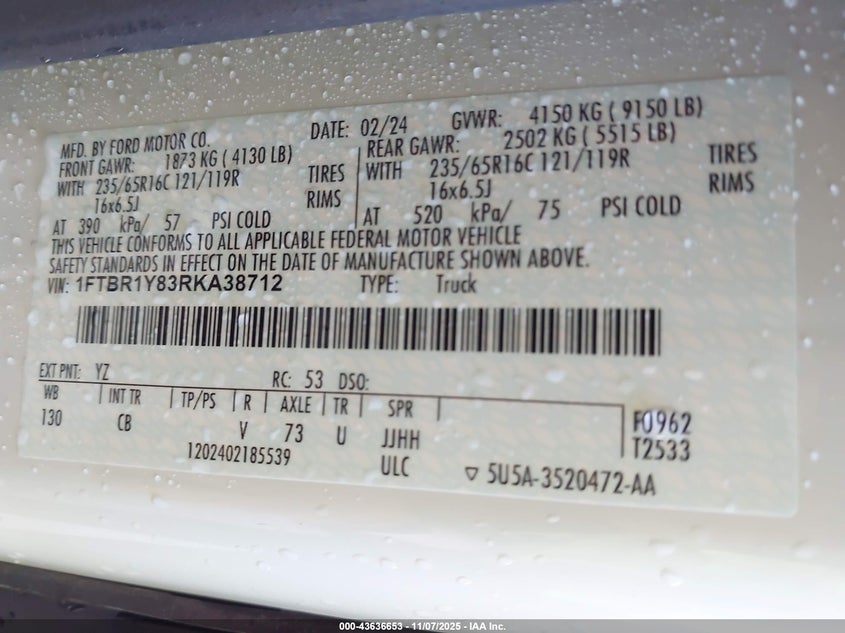 MFD. BY FORD MOTOR CO.
DATE: 02/24 GVWR: 4150 KG ( 9150 LB)
FRONT GAWR: 1873 KG ( 4130 LB) REAR GAWR: 2502 KG ( 5515 LB)
WITH 235/65R16C 121/119R TIRES WITH 235/65R16C 121/119R TIRES
16x6.5J RIMS 16x6.5J RIMS
AT 390 kPa/ 57 PSI COLD AT 520 kPa/ 75 PSI COLD
THIS VEHICLE CONFORMS TO ALL APPLICABLE FEDERAL MOTOR VEHICLE
SAFETY STANDARDS IN EFFECT ON THE DATE OF MANUFACTURE SHOWN ABOVE.
VIN: 1FTBR1Y83RKA38712 TYPE: Truck
EXT PNT: YZ RC: 53 DSO:
WB INT TR TP/PS R AXLE TR SPR F0962
130 CB V 73 U JJHH T2533
1202402185539 ULC ▽ 5U5A-3520472-AA
000-43636653 - 11/07/2025 - IAA Inc.